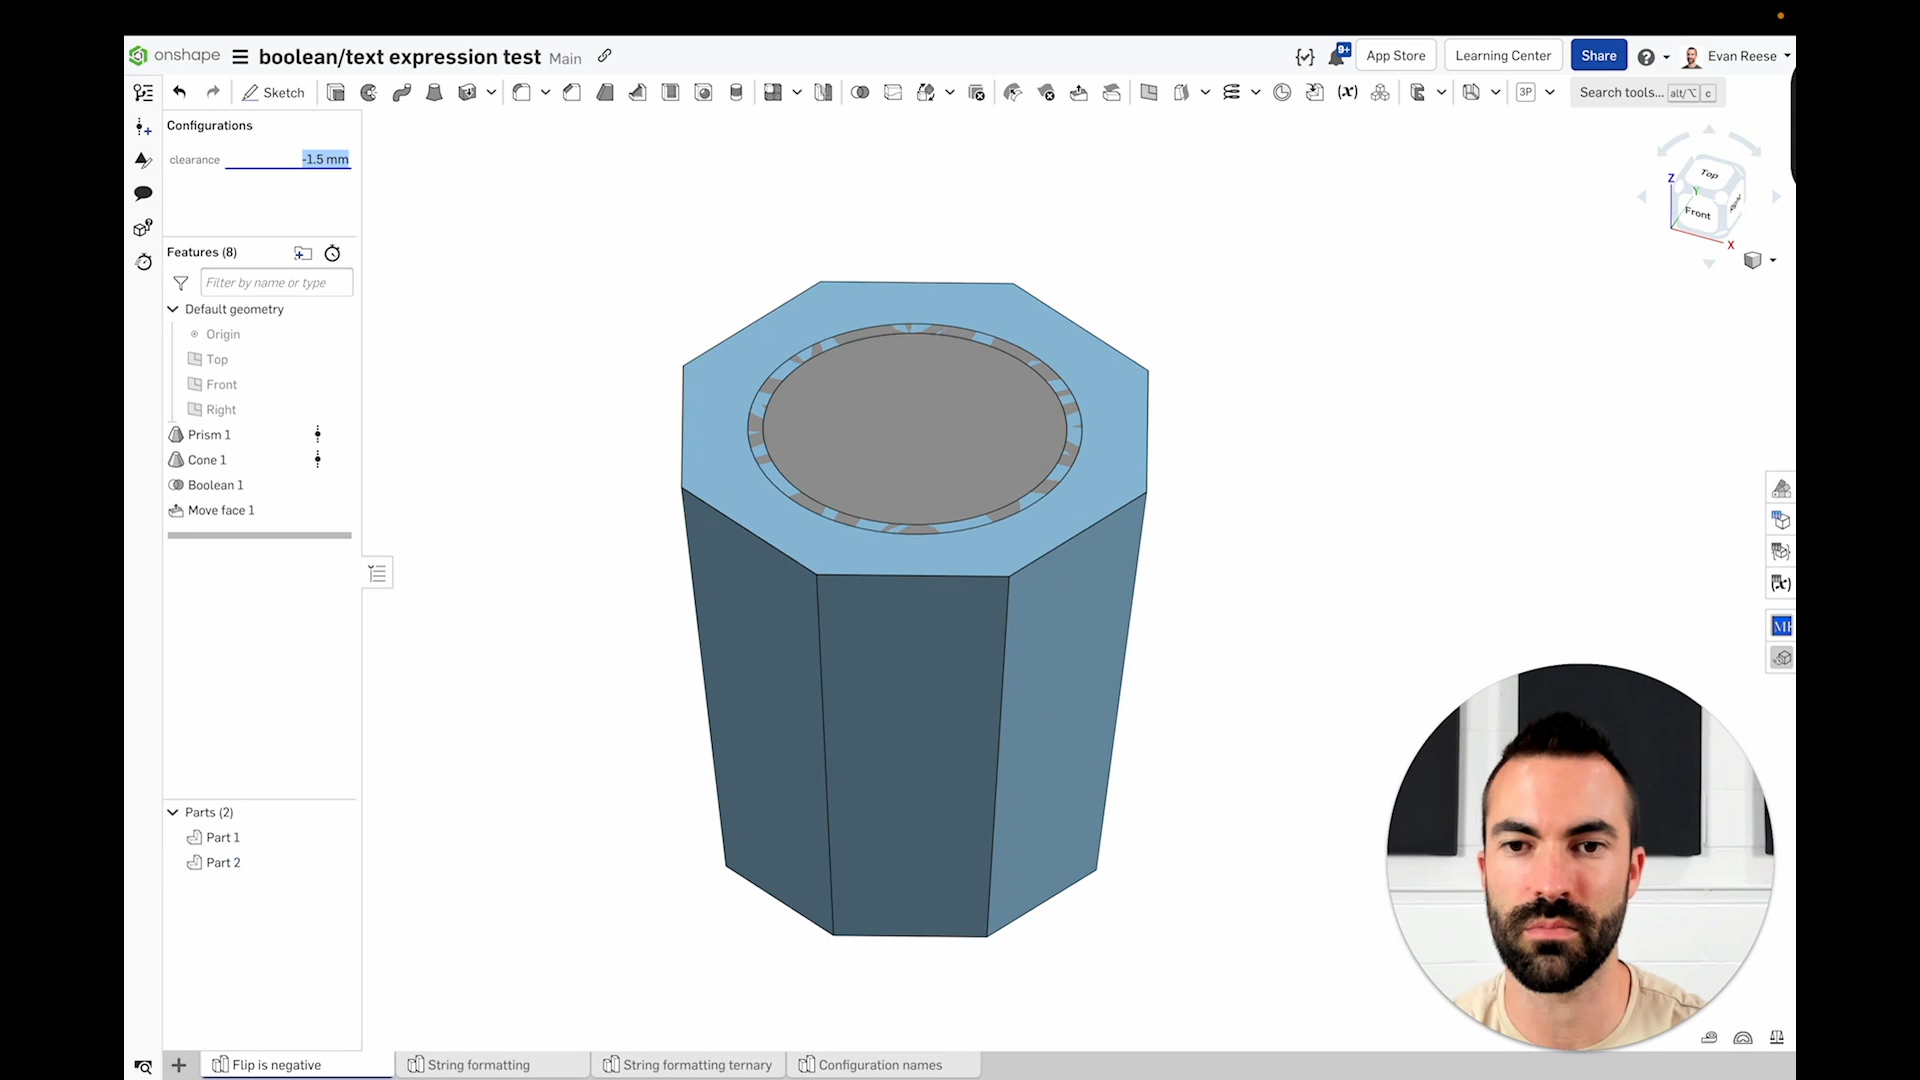 onshape boolean/text expression test Main 9+ App Store Learning Center Share Evan Reese
Sketch (x) 3P Search tools... alt/⌥ c
Configurations
clearance -1.5 mm
Features (8)
Filter by name or type
Default geometry
Origin
Top
Front
Right
Prism 1
Cone 1
Boolean 1
Move face 1
Parts (2)
Part 1
Part 2
Z
Top
Y
Front
X
Flip is negative String formatting String formatting ternary Configuration names